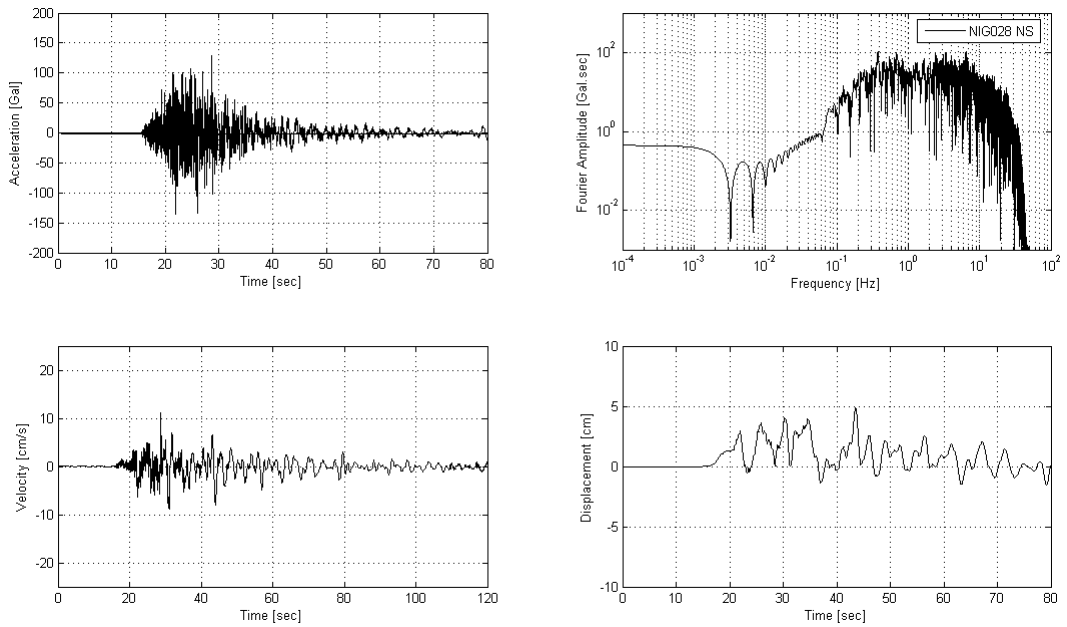 200
150
100
50
0
-50
-100
-150
-200
Acceleration [Gal]
0 10 20 30 40 50 60 70 80
Time [sec]
NIG028 NS
10^2
10^0
10^-2
Fourier Amplitude [Gal.sec]
10^-4 10^-3 10^-2 10^-1 10^0 10^1 10^2
Frequency [Hz]
20
10
0
-10
-20
Velocity [cm/s]
0 20 40 60 80 100 120
Time [sec]
10
5
0
-5
-10
Displacement [cm]
0 10 20 30 40 50 60 70 80
Time [sec]